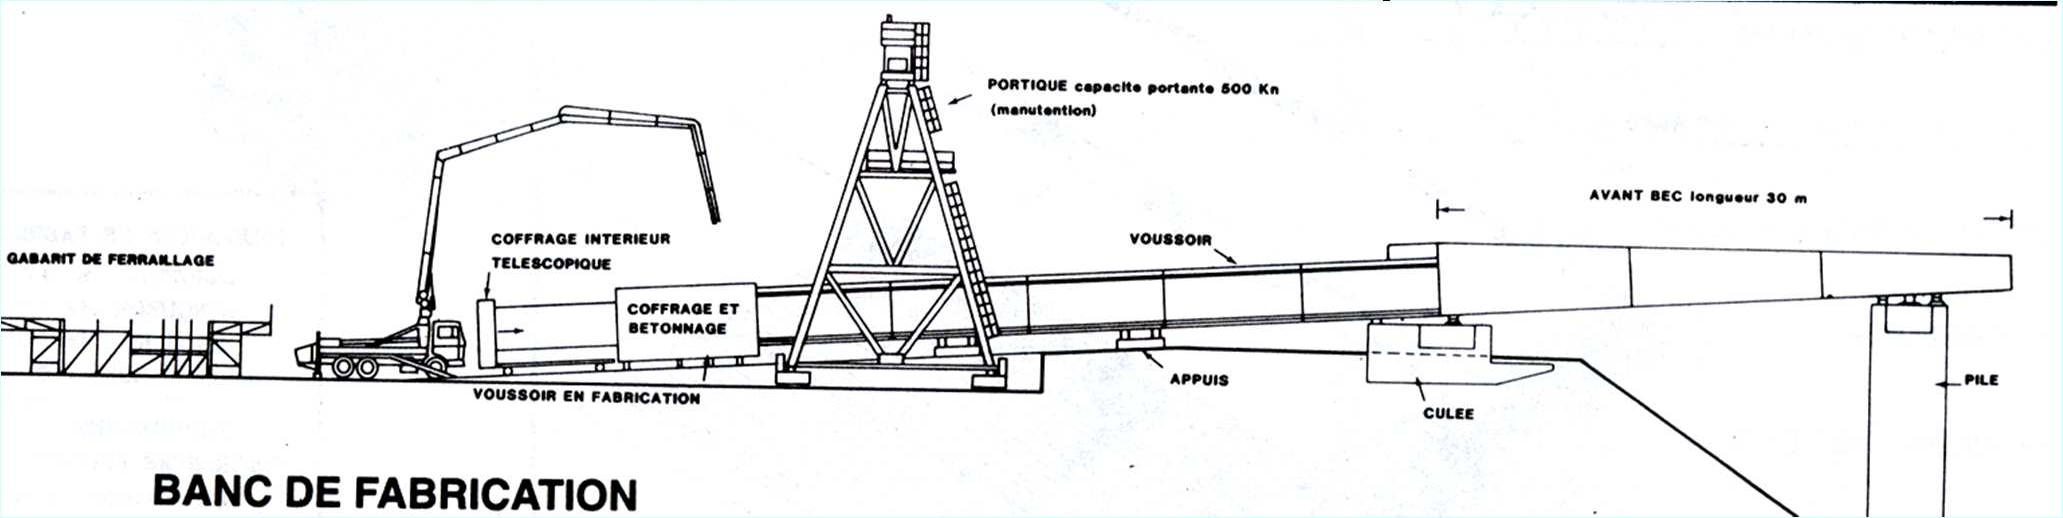 PORTIQUE capacite portante 500 Kn
(manutention)
AVANT BEC longueur 30 m
COFFRAGE INTERIEUR
TELESCOPIQUE
VOUSSOIR
GABARIT DE FERRAILLAGE
COFFRAGE ET
BETONNAGE
VOUSSOIR EN FABRICATION
APPUIS
CULEE
PILE
BANC DE FABRICATION